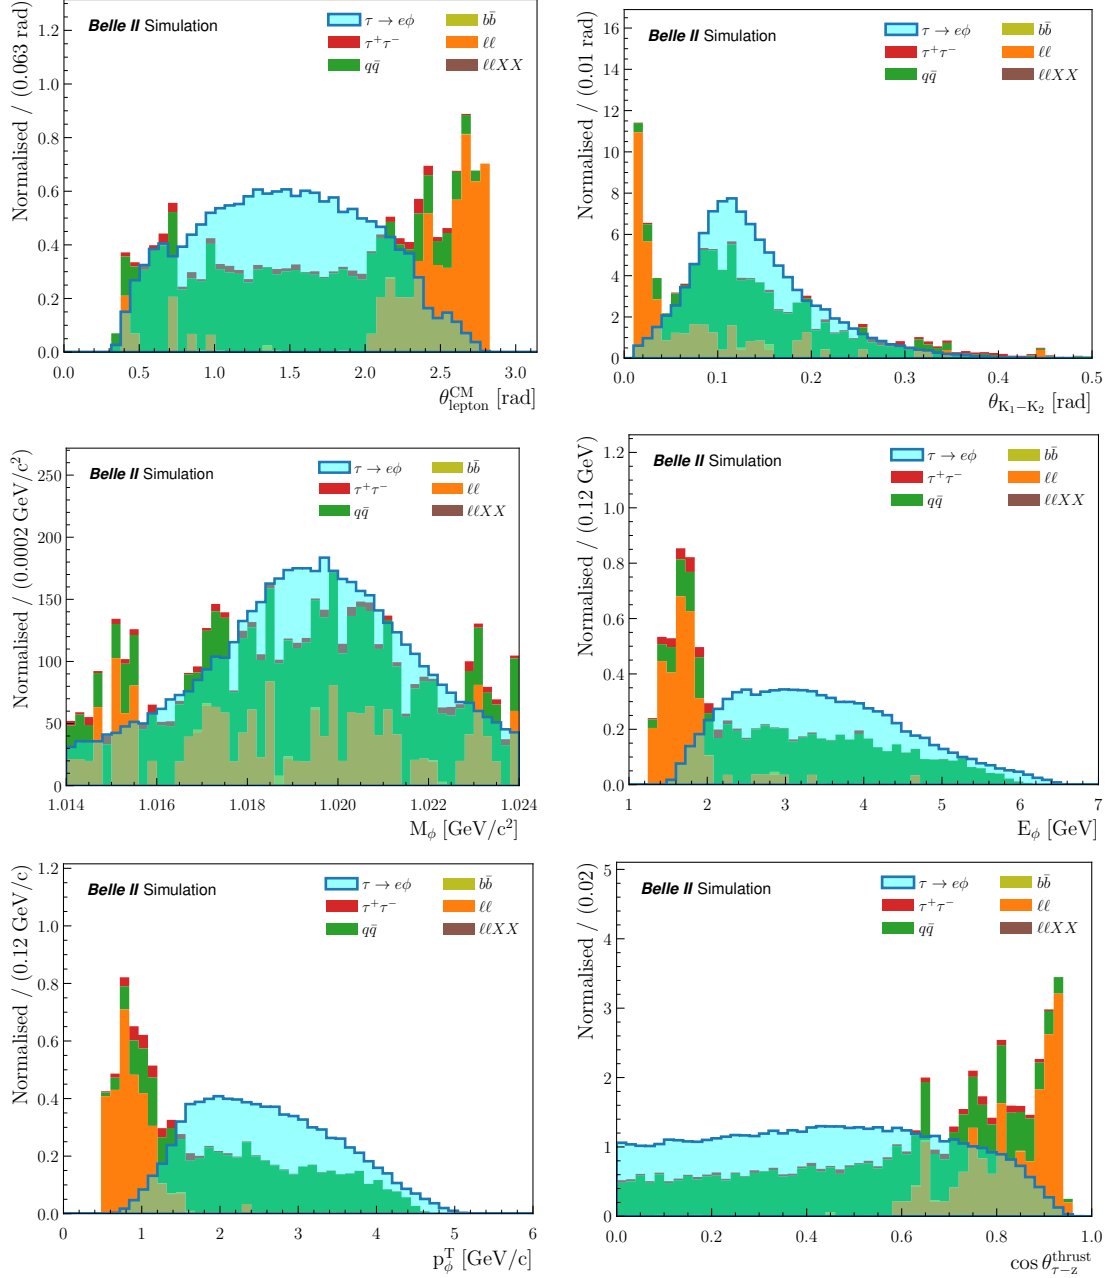 Normalised / (0.063 rad)
Belle II Simulation
τ → eϕ
τ⁺τ⁻
qq̄
bb̄
ℓℓ
ℓℓXX
1.2
1.0
0.8
0.6
0.4
0.2
0.0
0.0 0.5 1.0 1.5 2.0 2.5 3.0
θ^CM_lepton [rad]
Normalised / (0.01 rad)
Belle II Simulation
τ → eϕ
τ⁺τ⁻
qq̄
bb̄
ℓℓ
ℓℓXX
16
14
12
10
8
6
4
2
0
0.0 0.1 0.2 0.3 0.4 0.5
θ_K₁−K₂ [rad]
Normalised / (0.0002 GeV/c²)
Belle II Simulation
τ → eϕ
τ⁺τ⁻
qq̄
bb̄
ℓℓ
ℓℓXX
250
200
150
100
50
0
1.014 1.016 1.018 1.020 1.022 1.024
M_ϕ [GeV/c²]
Normalised / (0.12 GeV)
Belle II Simulation
τ → eϕ
τ⁺τ⁻
qq̄
bb̄
ℓℓ
ℓℓXX
1.2
1.0
0.8
0.6
0.4
0.2
0.0
1 2 3 4 5 6 7
E_ϕ [GeV]
Normalised / (0.12 GeV/c)
Belle II Simulation
τ → eϕ
τ⁺τ⁻
qq̄
bb̄
ℓℓ
ℓℓXX
1.2
1.0
0.8
0.6
0.4
0.2
0.0
0 1 2 3 4 5 6
p^T_ϕ [GeV/c]
Normalised / (0.02)
Belle II Simulation
τ → eϕ
τ⁺τ⁻
qq̄
bb̄
ℓℓ
ℓℓXX
5
4
3
2
1
0
0.0 0.2 0.4 0.6 0.8 1.0
cos θ^thrust_τ−z